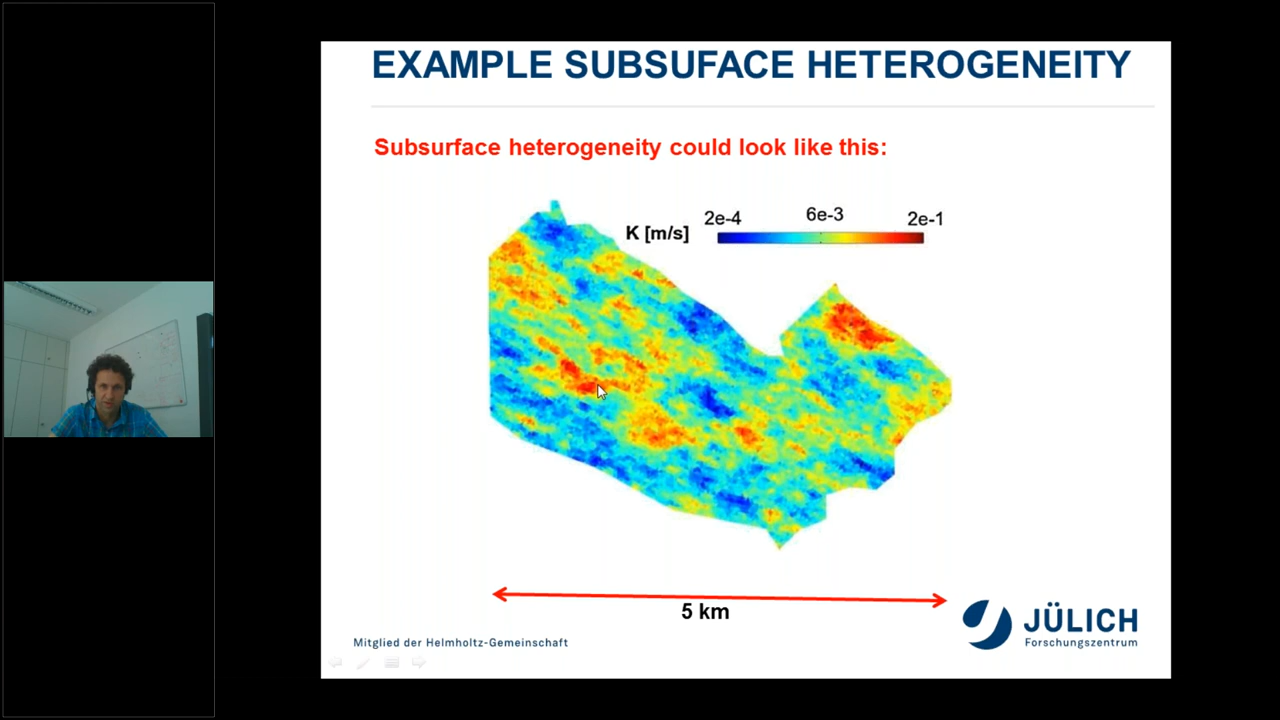 EXAMPLE SUBSUFACE HETEROGENEITY
Subsurface heterogeneity could look like this:
K [m/s]
2e-4 6e-3 2e-1
5 km
JÜLICH
Forschungszentrum
Mitglied der Helmholtz-Gemeinschaft